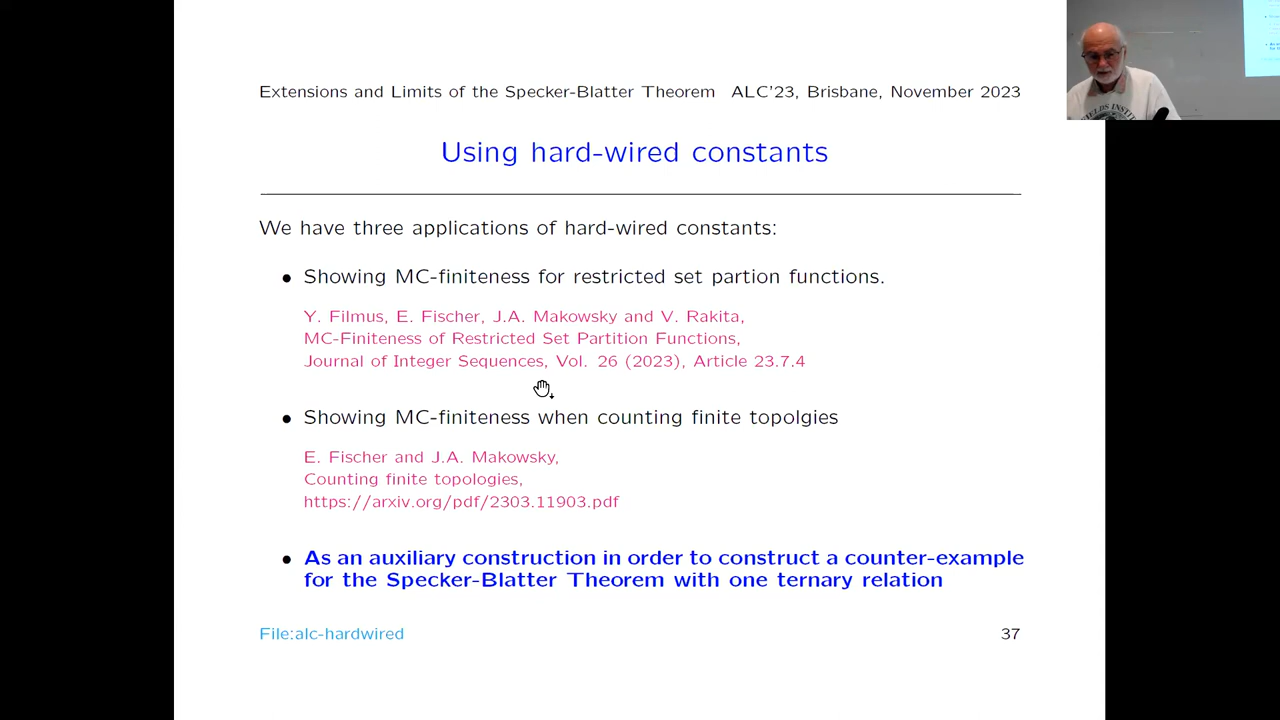 Extensions and Limits of the Specker-Blatter Theorem ALC'23, Brisbane, November 2023
Using hard-wired constants
We have three applications of hard-wired constants:
• Showing MC-finiteness for restricted set partion functions.
Y. Filmus, E. Fischer, J.A. Makowsky and V. Rakita,
MC-Finiteness of Restricted Set Partition Functions,
Journal of Integer Sequences, Vol. 26 (2023), Article 23.7.4
• Showing MC-finiteness when counting finite topolgies
E. Fischer and J.A. Makowsky,
Counting finite topologies,
https://arxiv.org/pdf/2303.11903.pdf
• As an auxiliary construction in order to construct a counter-example
for the Specker-Blatter Theorem with one ternary relation
File:alc-hardwired
37